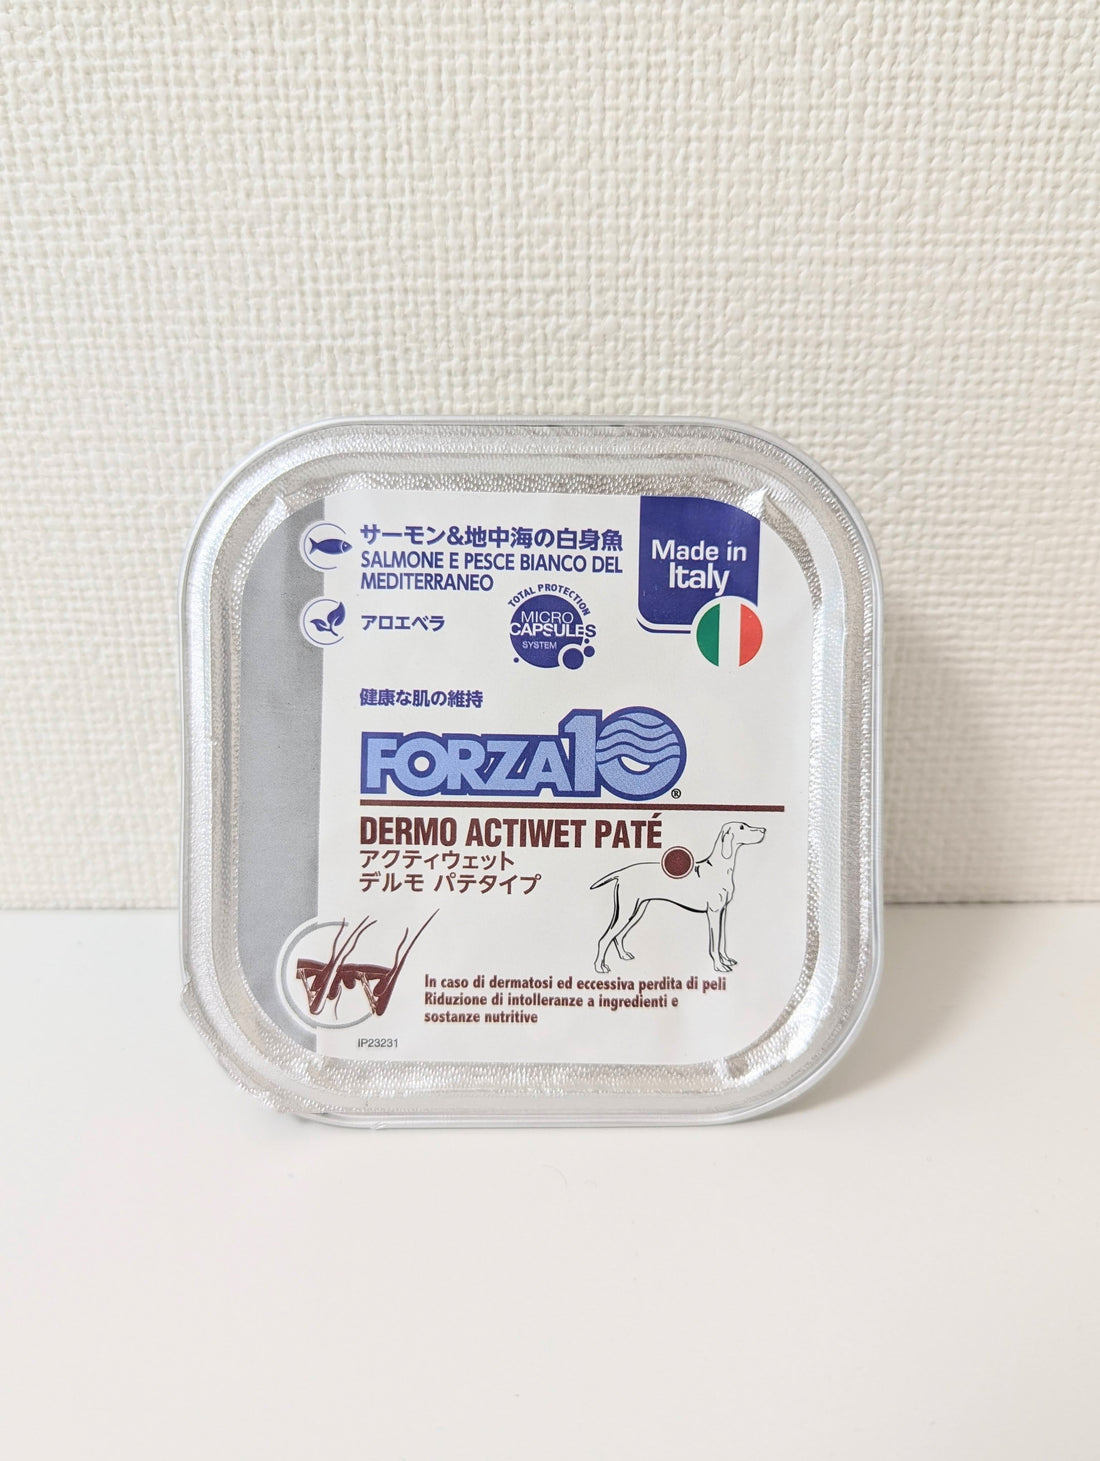 サーモン&地中海の白身魚
SALMONE E PESCE BIANCO DEL
MEDITERRANEO
アロエベラ
TOTAL PROTECTION
MICRO
CAPSULES
SYSTEM
Made in
Italy
健康な肌の維持
FORZA10®
DERMO ACTIWET PATÉ
アクティウェット
デルモ パテタイプ
In caso di dermatosi ed eccessiva perdita di peli
Riduzione di intolleranze a ingredienti e
sostanze nutritive
IP23231